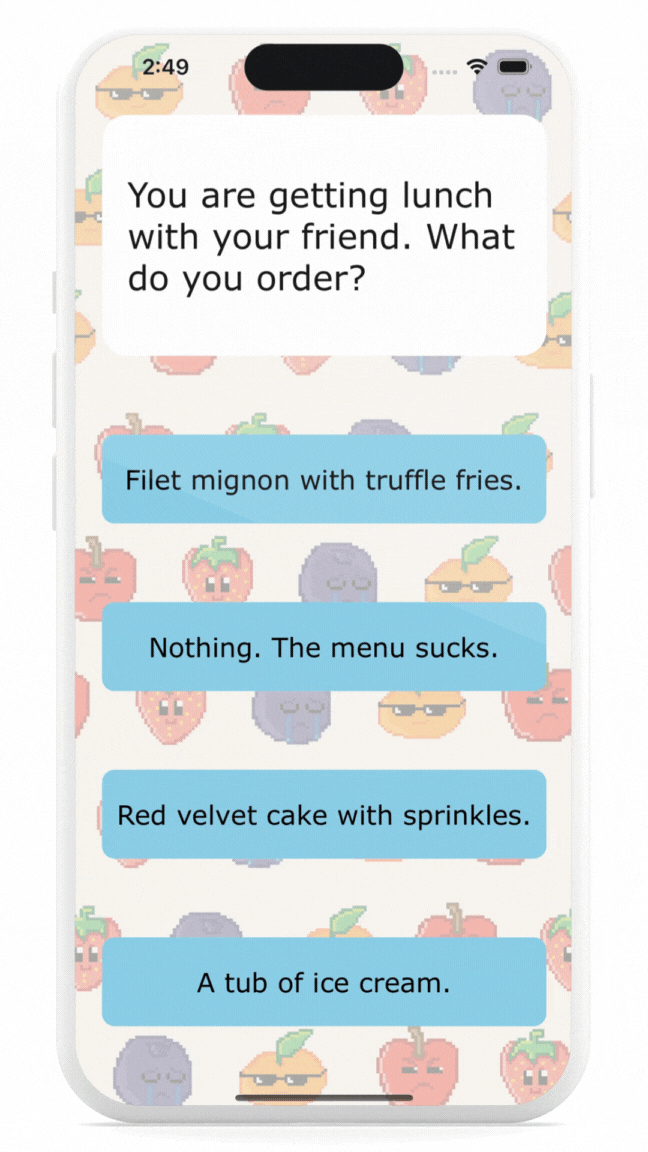 2:49
You are getting lunch
with your friend. What
do you order?
Filet mignon with truffle fries.
Nothing. The menu sucks.
Red velvet cake with sprinkles.
A tub of ice cream.